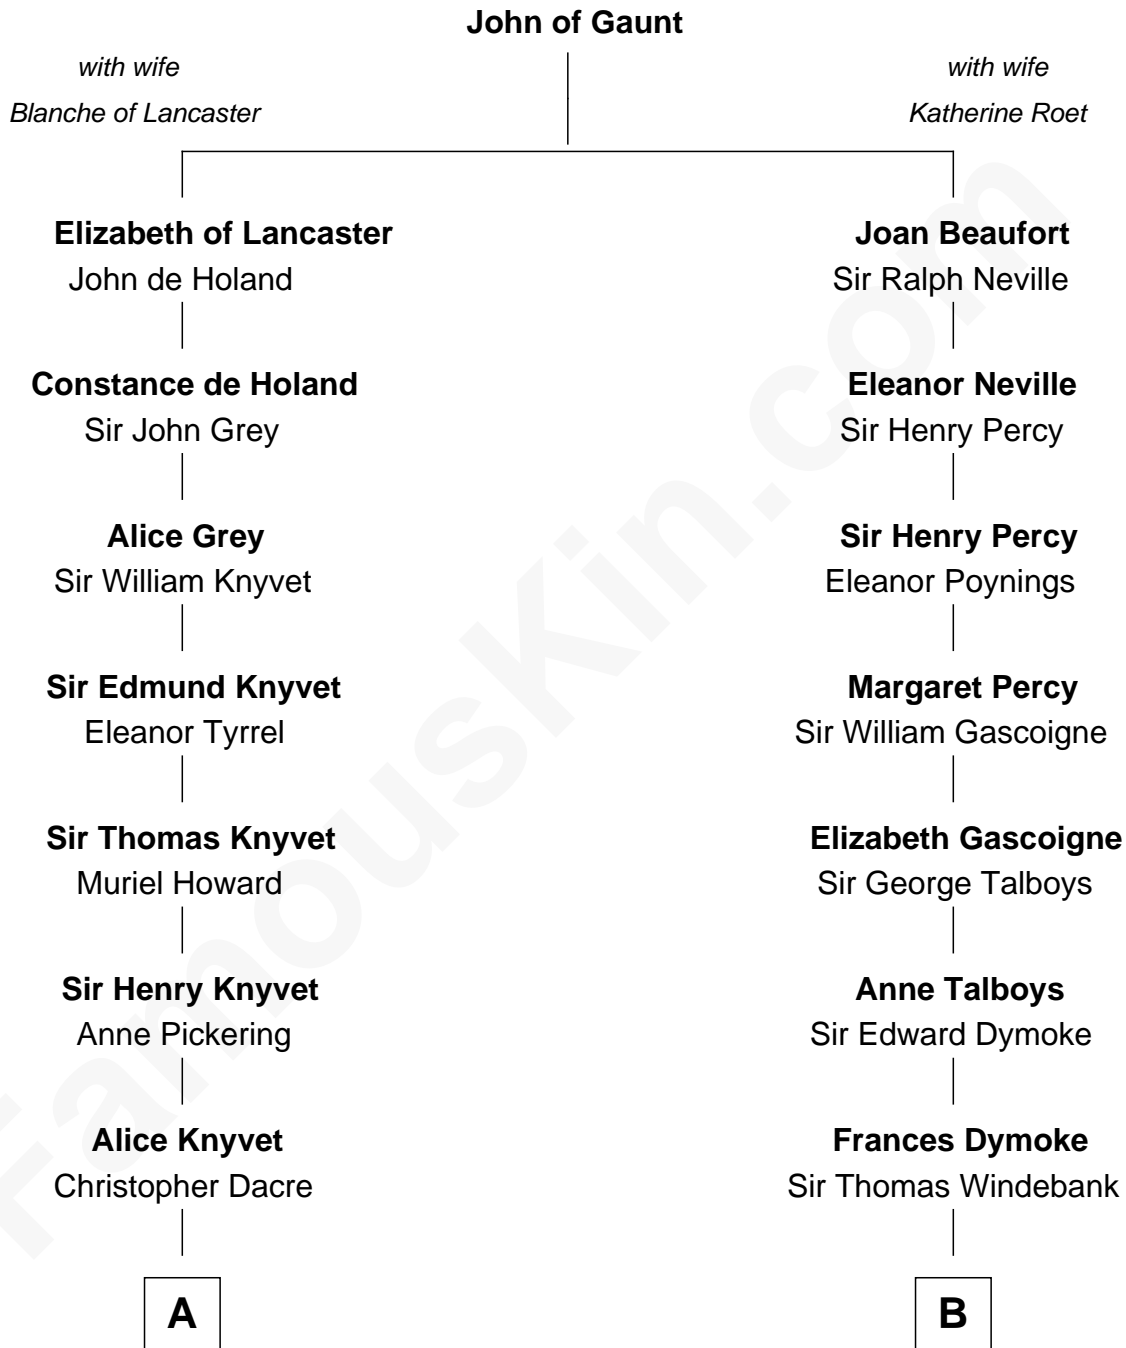 John of Gaunt
with wife
Blanche of Lancaster
with wife
Katherine Roet
Elizabeth of Lancaster
John de Holand
Joan Beaufort
Sir Ralph Neville
Constance de Holand
Sir John Grey
Eleanor Neville
Sir Henry Percy
Alice Grey
Sir William Knyvet
Sir Henry Percy
Eleanor Poynings
Sir Edmund Knyvet
Eleanor Tyrrel
Margaret Percy
Sir William Gascoigne
Sir Thomas Knyvet
Muriel Howard
Elizabeth Gascoigne
Sir George Talboys
Sir Henry Knyvet
Anne Pickering
Anne Talboys
Sir Edward Dymoke
Alice Knyvet
Christopher Dacre
Frances Dymoke
Sir Thomas Windebank
A
B
FamousKin.com